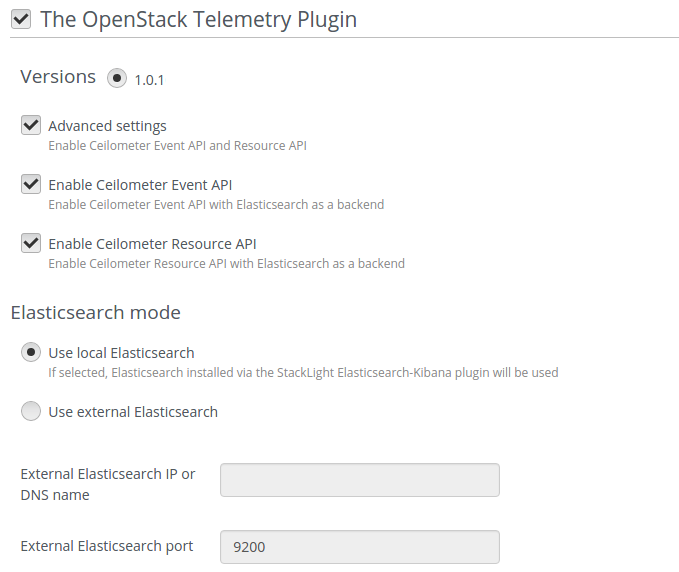 The OpenStack Telemetry Plugin
Versions 1.0.1
Advanced settings
Enable Ceilometer Event API and Resource API
Enable Ceilometer Event API
Enable Ceilometer Event API with Elasticsearch as a backend
Enable Ceilometer Resource API
Enable Ceilometer Resource API with Elasticsearch as a backend
Elasticsearch mode
Use local Elasticsearch
If selected, Elasticsearch installed via the StackLight Elasticsearch-Kibana plugin will be used
Use external Elasticsearch
External Elasticsearch IP or
DNS name
External Elasticsearch port 9200